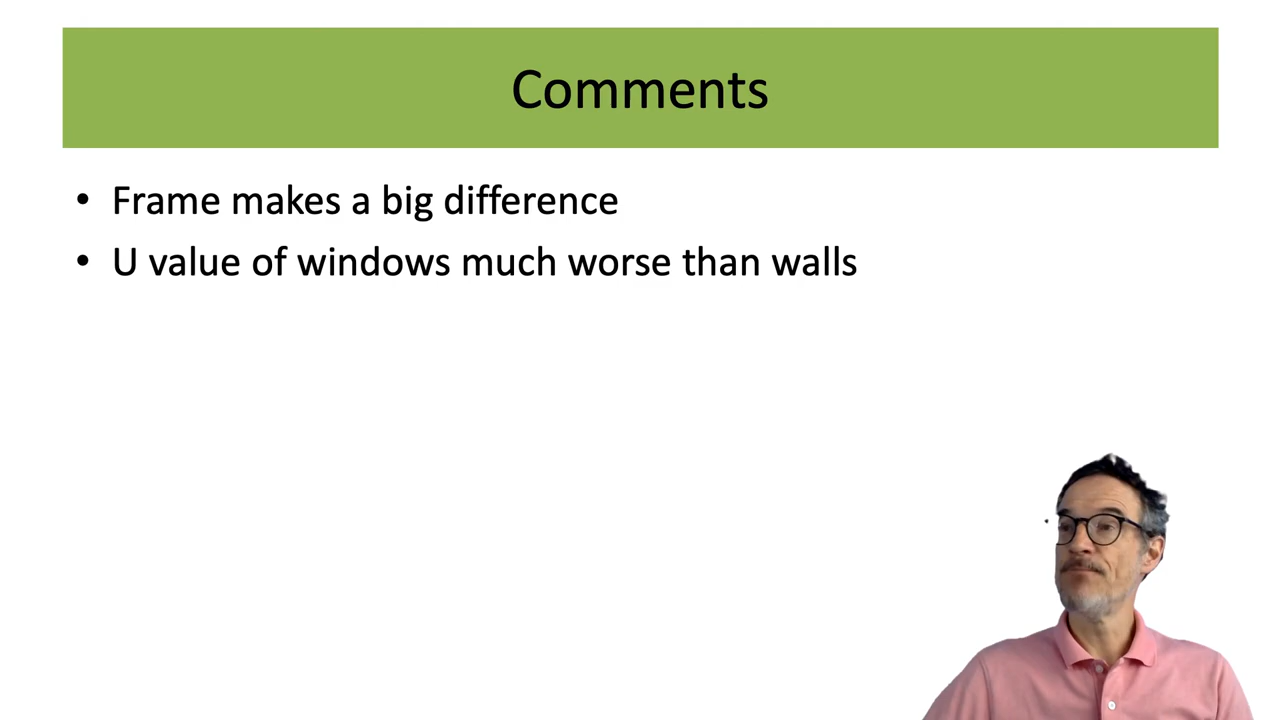 Comments
• Frame makes a big difference
• U value of windows much worse than walls